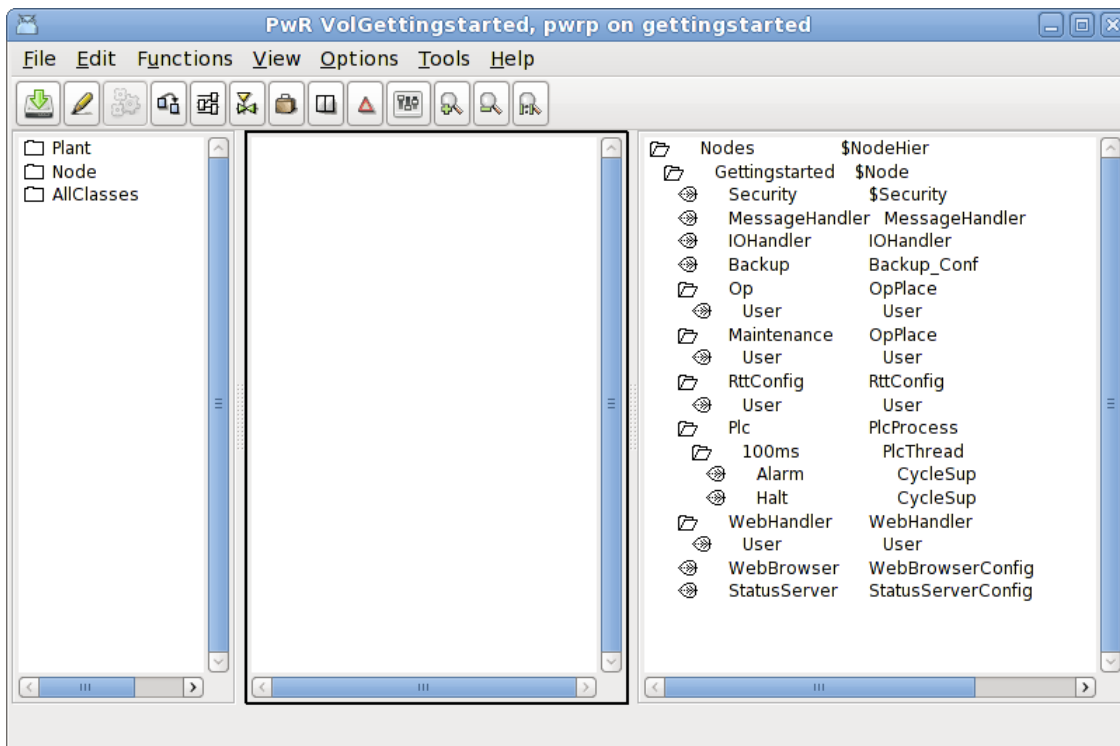 PwR VolGettingstarted, pwrp on gettingstarted
File Edit Functions View Options Tools Help
Plant
Node
AllClasses
Nodes $NodeHier
Gettingstarted $Node
Security $Security
MessageHandler MessageHandler
IOHandler IOHandler
Backup Backup_Conf
Op OpPlace
User User
Maintenance OpPlace
User User
RttConfig RttConfig
User User
Plc PlcProcess
100ms PlcThread
Alarm CycleSup
Halt CycleSup
WebHandler WebHandler
User User
WebBrowser WebBrowserConfig
StatusServer StatusServerConfig